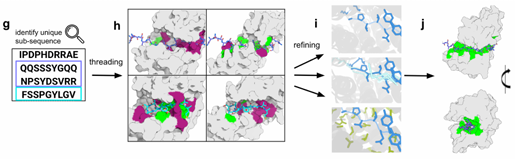 g
identify unique
sub-sequence
IPDPHDRRAE
QQSSSYGQQ
NPSYDSVRR
FSSPGYLGV
threading
h
refining
i
j